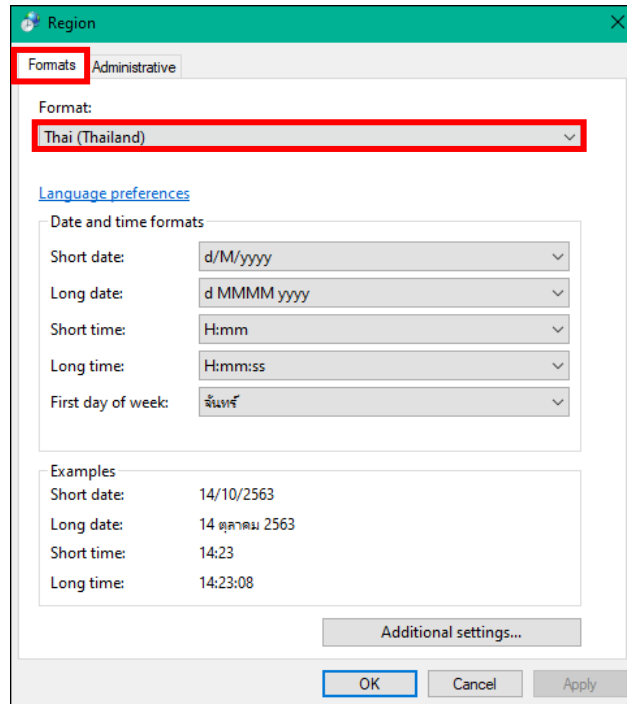 Region
Formats Administrative
Format:
Thai (Thailand)
Language preferences
Date and time formats
Short date: d/M/yyyy
Long date: d MMMM yyyy
Short time: H:mm
Long time: H:mm:ss
First day of week: จันทร์
Examples
Short date: 14/10/2563
Long date: 14 ตุลาคม 2563
Short time: 14:23
Long time: 14:23:08
Additional settings...
OK Cancel Apply